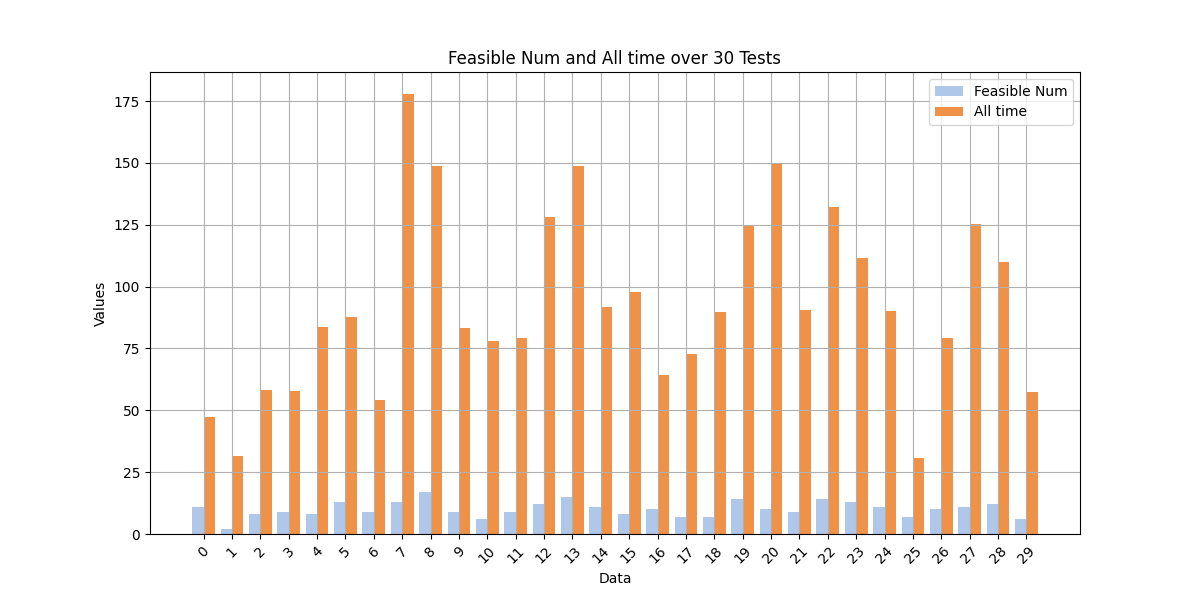 Feasible Num and All time over 30 Tests
Feasible Num
All time
175
150
125
100
75
50
25
0
Values
0 1 2 3 4 5 6 7 8 9 10 11 12 13 14 15 16 17 18 19 20 21 22 23 24 25 26 27 28 29
Data